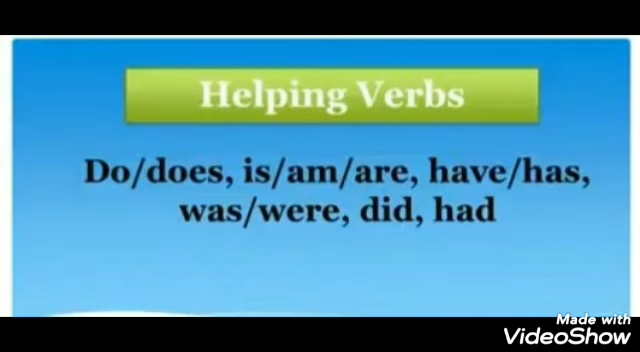 Helping Verbs
Do/does, is/am/are, have/has,
was/were, did, had
Made with
VideoShow